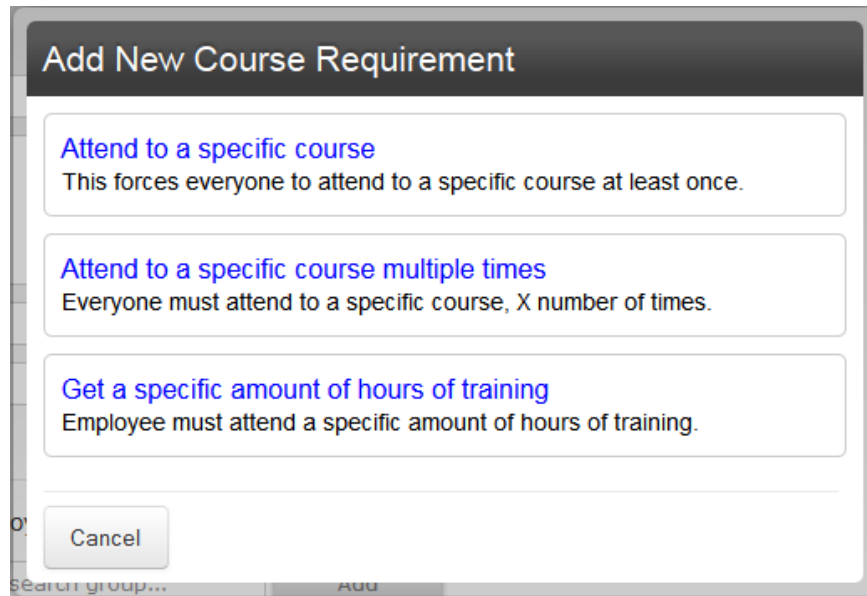 Add New Course Requirement
Attend to a specific course
This forces everyone to attend to a specific course at least once.
Attend to a specific course multiple times
Everyone must attend to a specific course, X number of times.
Get a specific amount of hours of training
Employee must attend a specific amount of hours of training.
Cancel
search group... Add